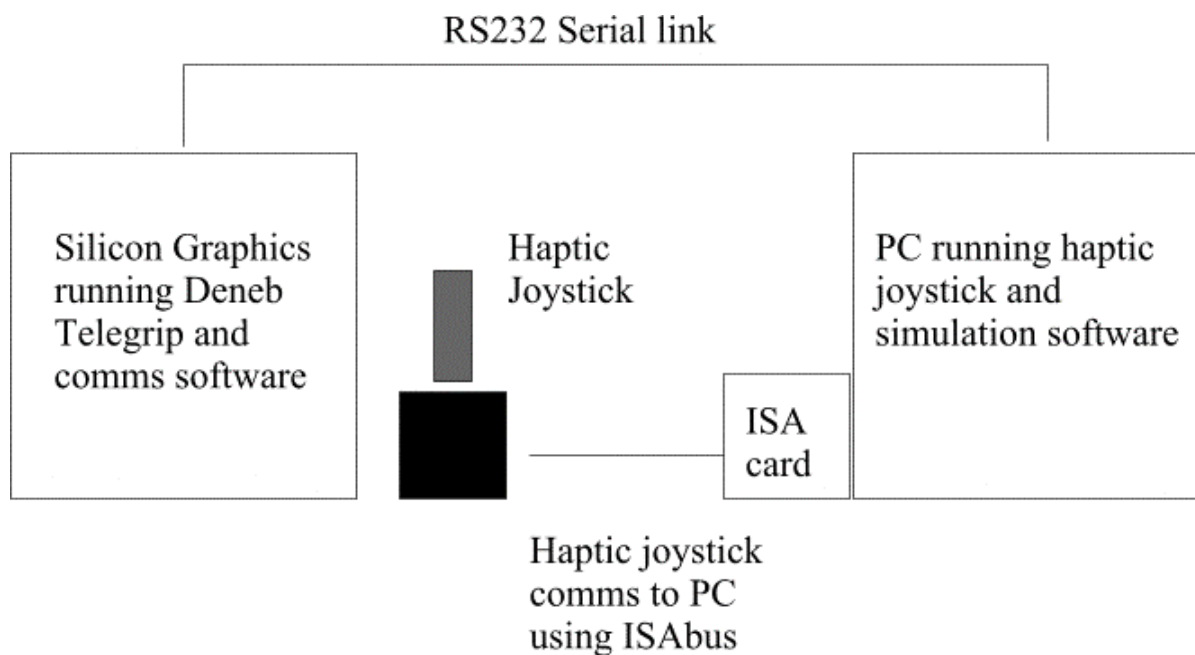 RS232 Serial link
Silicon Graphics
running Deneb
Telegrip and
comms software
Haptic
Joystick
PC running haptic
joystick and
simulation software
ISA
card
Haptic joystick
comms to PC
using ISAbus